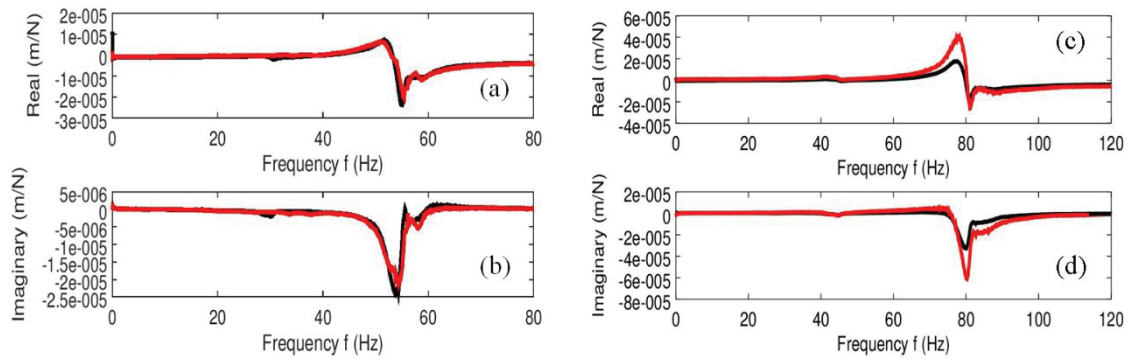 Real (m/N)
2e-005
1e-005
0
-1e-005
-2e-005
-3e-005
(a)
0 20 40 60 80
Frequency f (Hz)
Imaginary (m/N)
5e-006
0
-5e-006
-1e-005
-1.5e-005
-2e-005
-2.5e-005
(b)
0 20 40 60 80
Frequency f (Hz)
Real (m/N)
6e-005
4e-005
2e-005
0
-2e-005
-4e-005
(c)
0 20 40 60 80 100 120
Frequency f (Hz)
Imaginary (m/N)
2e-005
0
-2e-005
-4e-005
-6e-005
-8e-005
(d)
0 20 40 60 80 100 120
Frequency f (Hz)